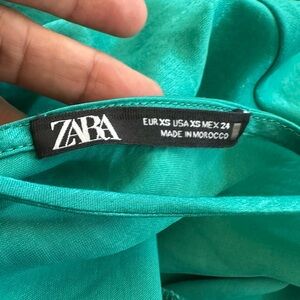 ZARA
EUR XS USA XS MEX 24
MADE IN MOROCCO